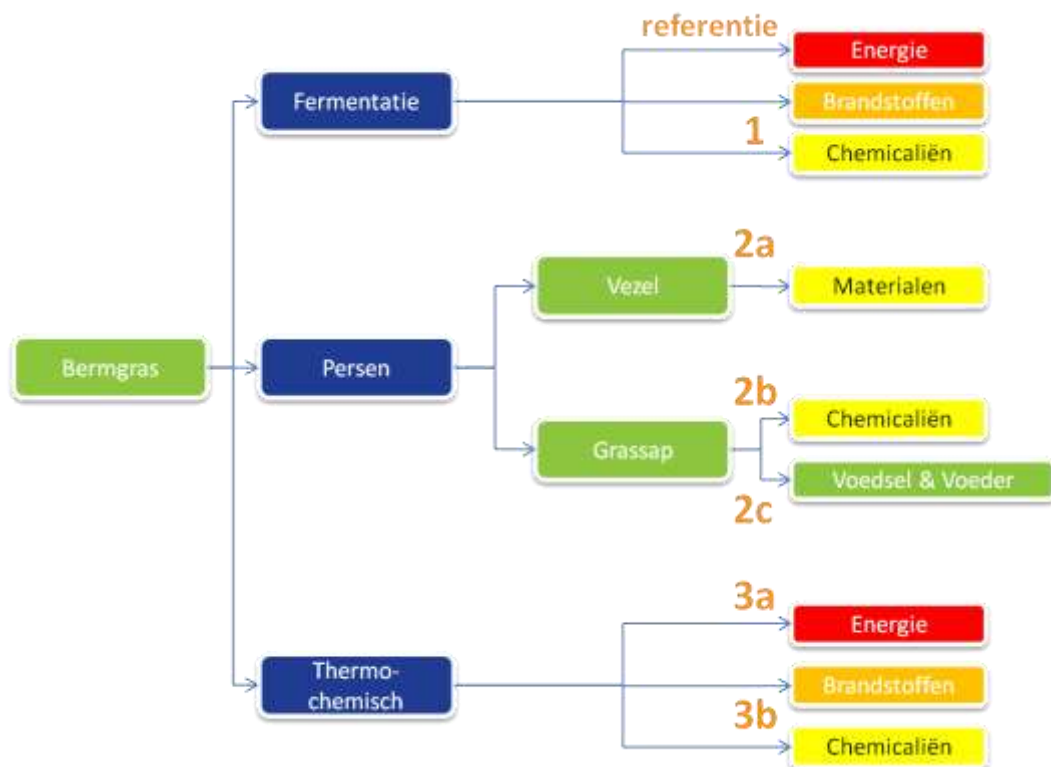 referentie
Energie
Fermentatie
Brandstoffen
1
Chemicaliën
2a
Vezel
Materialen
Bermgras
Persen
2b
Chemicaliën
Grassap
Voedsel & Voeder
2c
3a
Energie
Thermo-
chemisch
Brandstoffen
3b
Chemicaliën